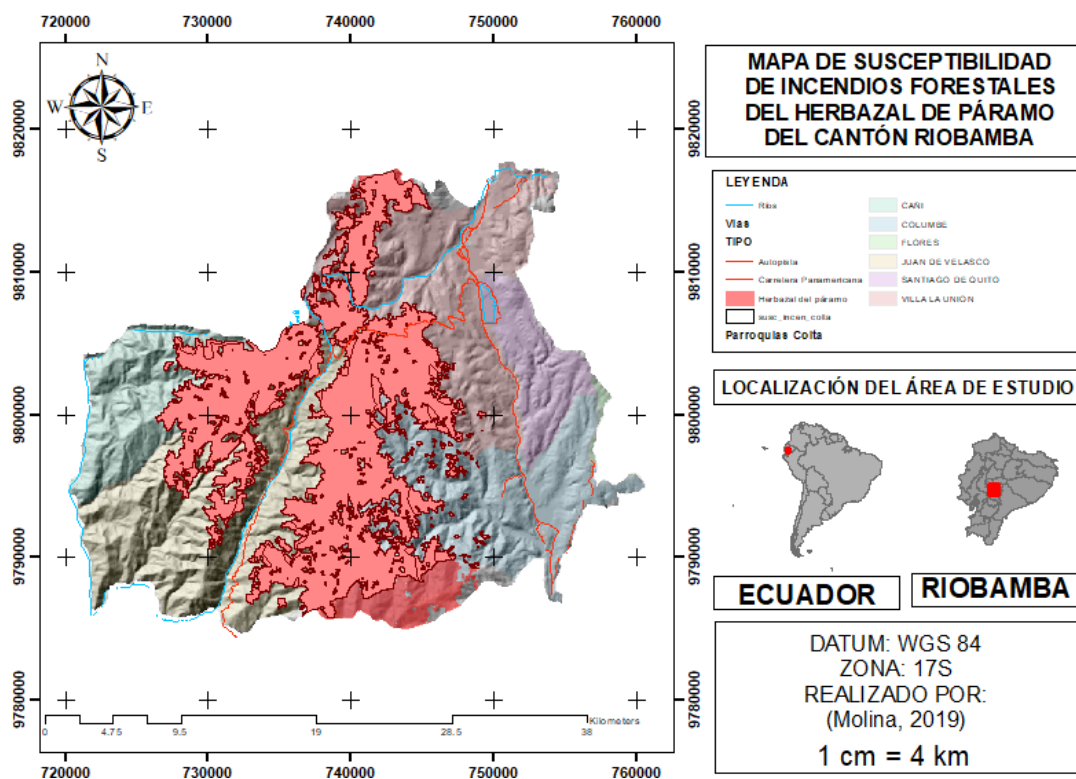 MAPA DE SUSCEPTIBILIDAD
DE INCENDIOS FORESTALES
DEL HERBAZAL DE PÁRAMO
DEL CANTÓN RIOBAMBA
720000 730000 740000 750000 760000
N
W E
S
9820000 9820000
9810000 9810000
9800000 9800000
9790000 9790000
9780000 9780000
0 4.75 9.5 19 28.5 38
Kilometers
720000 730000 740000 750000 760000
LEYENDA
Ríos
Vías
TIPO
Autopista
Carretera Panamericana
Herbazal del páramo
susc_incen_colta
Parroquias Colta
CAÑI
COLUMBE
FLORES
JUAN DE VELASCO
SANTIAGO DE QUITO
VILLA LA UNIÓN
LOCALIZACIÓN DEL ÁREA DE ESTUDIO
ECUADOR
RIOBAMBA
DATUM: WGS 84
ZONA: 17S
REALIZADO POR:
(Molina, 2019)
1 cm = 4 km